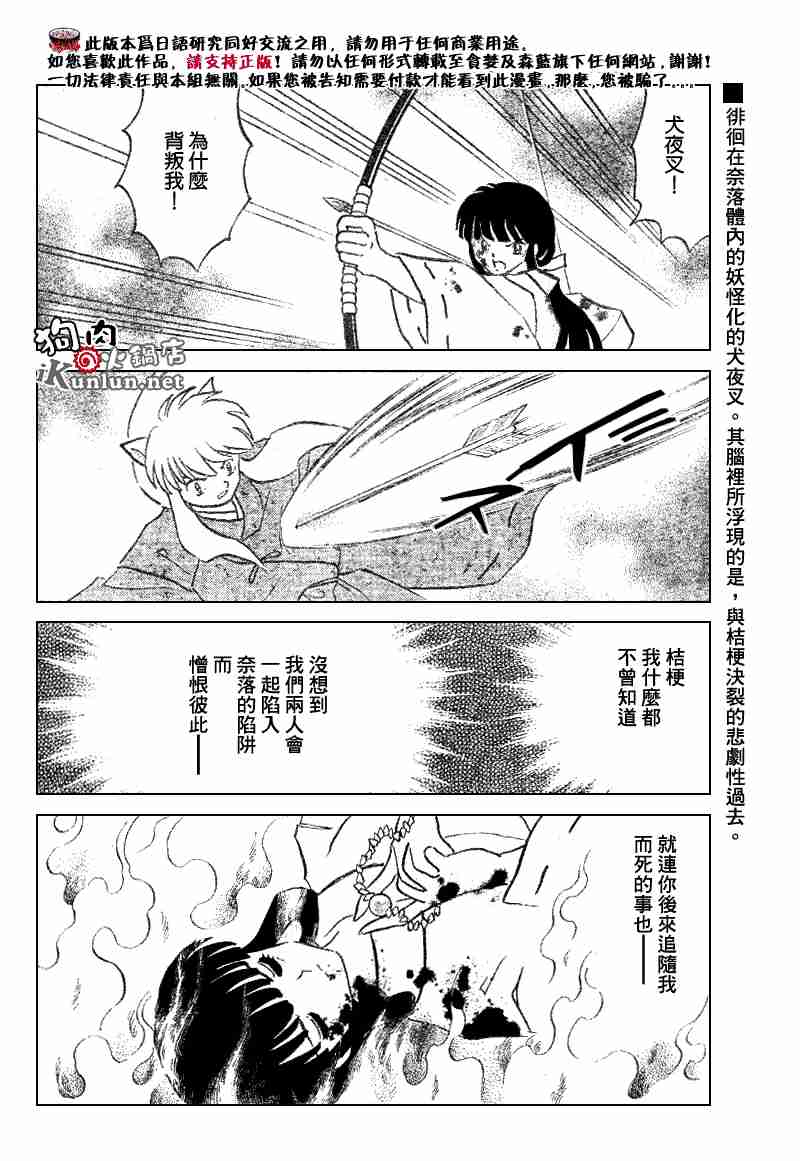 此版本爲日語研究同好交流之用，請勿用于任何商業用途。
如您喜歡此作品，請支持正版！請勿以任何形式轉載至食夢及森藍旗下任何網站，謝謝！
一切法律責任與本組無關，如果您被告知需要付款才能看到此漫畫，那麼，您被騙了......
■徘徊在奈落體內的妖怪化的犬夜叉。其腦裡所浮現的是，與桔梗決裂的悲劇性過去。
犬夜叉！
為什麼
背叛我！
狗肉
火鍋店
iKunlun.net
ドドッ
桔梗
我什麼都
不曾知道
沒想到
我們兩人會
一起陷入
奈落的陷阱
而
憎恨彼此——
就連你後來追隨我
而死的事也——